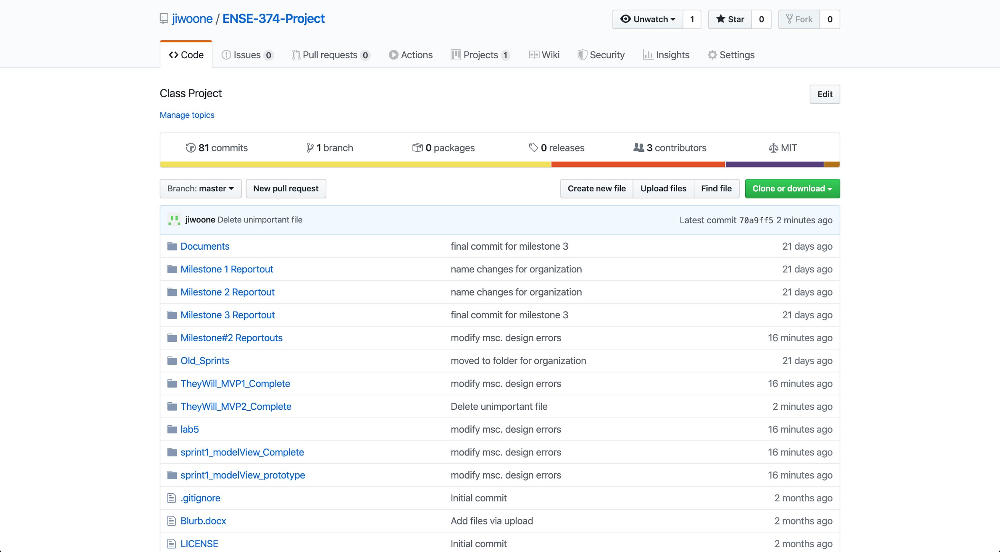 jiwoone / ENSE-374-Project
Unwatch 1 Star 0 Fork 0
Code Issues 0 Pull requests 0 Actions Projects 1 Wiki Security Insights Settings
Class Project
Edit
Manage topics
81 commits 1 branch 0 packages 0 releases 3 contributors MIT
Branch: master New pull request Create new file Upload files Find file Clone or download
jiwoone Delete unimportant file Latest commit 70a9ff5 2 minutes ago
Documents final commit for milestone 3 21 days ago
Milestone 1 Reportout name changes for organization 21 days ago
Milestone 2 Reportout name changes for organization 21 days ago
Milestone 3 Reportout final commit for milestone 3 21 days ago
Milestone#2 Reportouts modify msc. design errors 16 minutes ago
Old_Sprints moved to folder for organization 21 days ago
TheyWill_MVP1_Complete modify msc. design errors 16 minutes ago
TheyWill_MVP2_Complete Delete unimportant file 2 minutes ago
lab5 modify msc. design errors 16 minutes ago
sprint1_modelView_Complete modify msc. design errors 16 minutes ago
sprint1_modelView_prototype modify msc. design errors 16 minutes ago
.gitignore Initial commit 2 months ago
Blurb.docx Add files via upload 2 months ago
LICENSE Initial commit 2 months ago